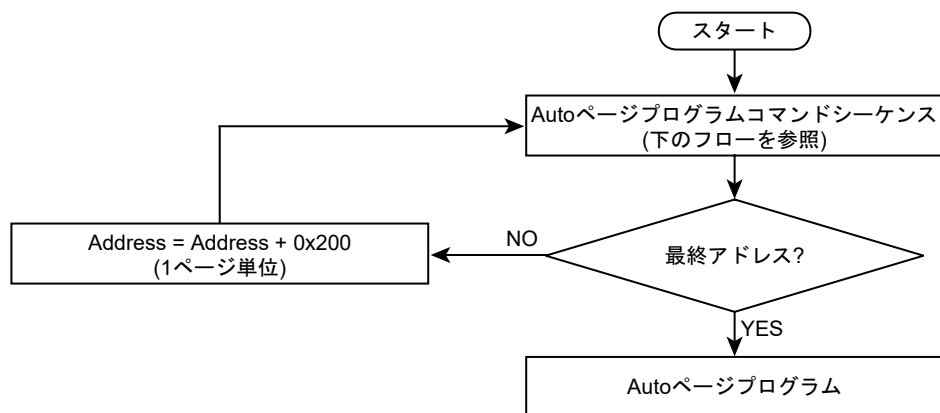 スタート
Autoページプログラムコマンドシーケンス
(下のフローを参照)
Address = Address + 0x200
(1ページ単位)
NO
最終アドレス?
YES
Autoページプログラム